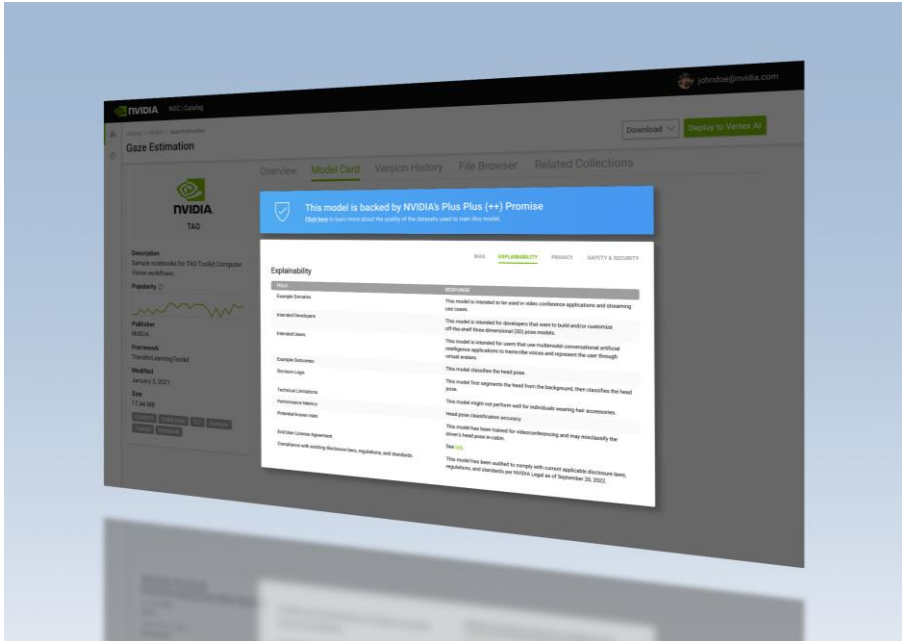 NVIDIA. NGC | Catalog
johndoe@nvidia.com
Catalog > Models > Gaze Estimation
Gaze Estimation
Download
Deploy to Vertex AI
Overview
Model Card
Version History
File Browser
Related Collections
NVIDIA.
TAO
Description
Sample notebooks for TAO Toolkit Computer
Vision workflows.
Popularity
Publisher
NVIDIA
Framework
TransferLearningToolkit
Modified
January 5, 2021
Size
17.44 MB
This model is backed by NVIDIA's Plus Plus (++) Promise
Click here to learn more about the quality of the datasets used to train this model.
BIAS
EXPLAINABILITY
PRIVACY
SAFETY & SECURITY
Explainability
FIELD
RESPONSE
Example Domains
This model is intended to be used in video conference applications and streaming
use cases.
Intended Developers
This model is intended for developers that want to build and/or customize
off-the-shelf three dimensional (3D) pose models.
Intended Users
This model is intended for users that use multimodel conversational artificial
intelligence applications to transcribe voices and represent the user through
virtual avatars.
Example Outcomes
This model classifies the head pose.
Decision Logic
This model first segments the head from the background, then classifies the head
pose.
Technical Limitations
This model might not perform well for individuals wearing hair accessories.
Performance Metrics
Head pose classification accuracy
Potential known risks
This model has been trained for videoconferencing and may misclassify the
driver's head pose in-cabin.
End User License Agreement
See link
Compliance with existing disclosure laws, regulations, and standards
This model has been audited to comply with current applicable disclosure laws,
regulations, and standards per NVIDIA Legal as of September 20, 2022.